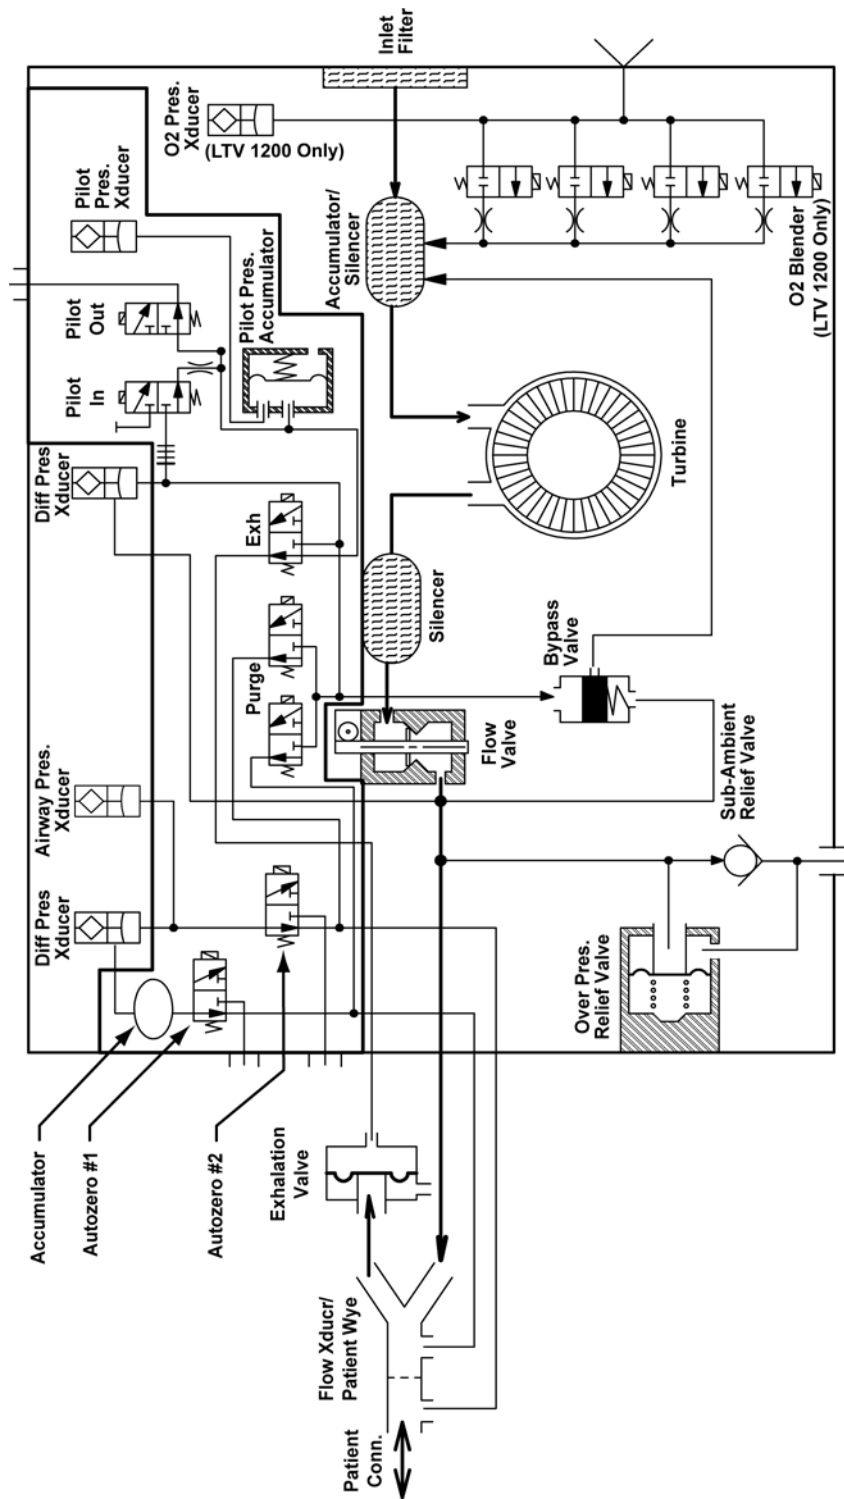 Inlet
Filter
O2 Pres.
Xducer
(LTV 1200 Only)
Pilot
Pres.
Xducer
Accumulator/
Silencer
O2 Blender
(LTV 1200 Only)
Pilot
Out
Pilot Pres.
Accumulator
Pilot
In
Diff Pres
Xducer
Exh
Turbine
Silencer
Purge
Bypass
Valve
Flow
Valve
Airway Pres.
Xducer
Sub-Ambient
Relief Valve
Diff Pres
Xducer
Over Pres.
Relief Valve
Accumulator
Autozero #1
Autozero #2
Exhalation
Valve
Flow Xducr/
Patient Wye
Patient
Conn.